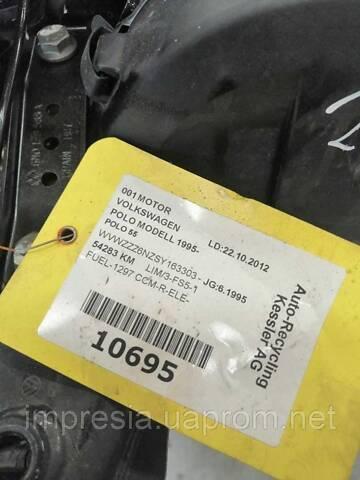 001 MOTOR
VOLKSWAGEN LD:22.10.2012
POLO MODELL 1995-
POLO 55
WVWZZZ6NZSY163303 - JG:6.1995
54283 KM LIM/3-FS5-1
FUEL-1297 CCM-R-ELE-
10695
Auto-Recycling
Kessler AG
impresia.uaprom.net